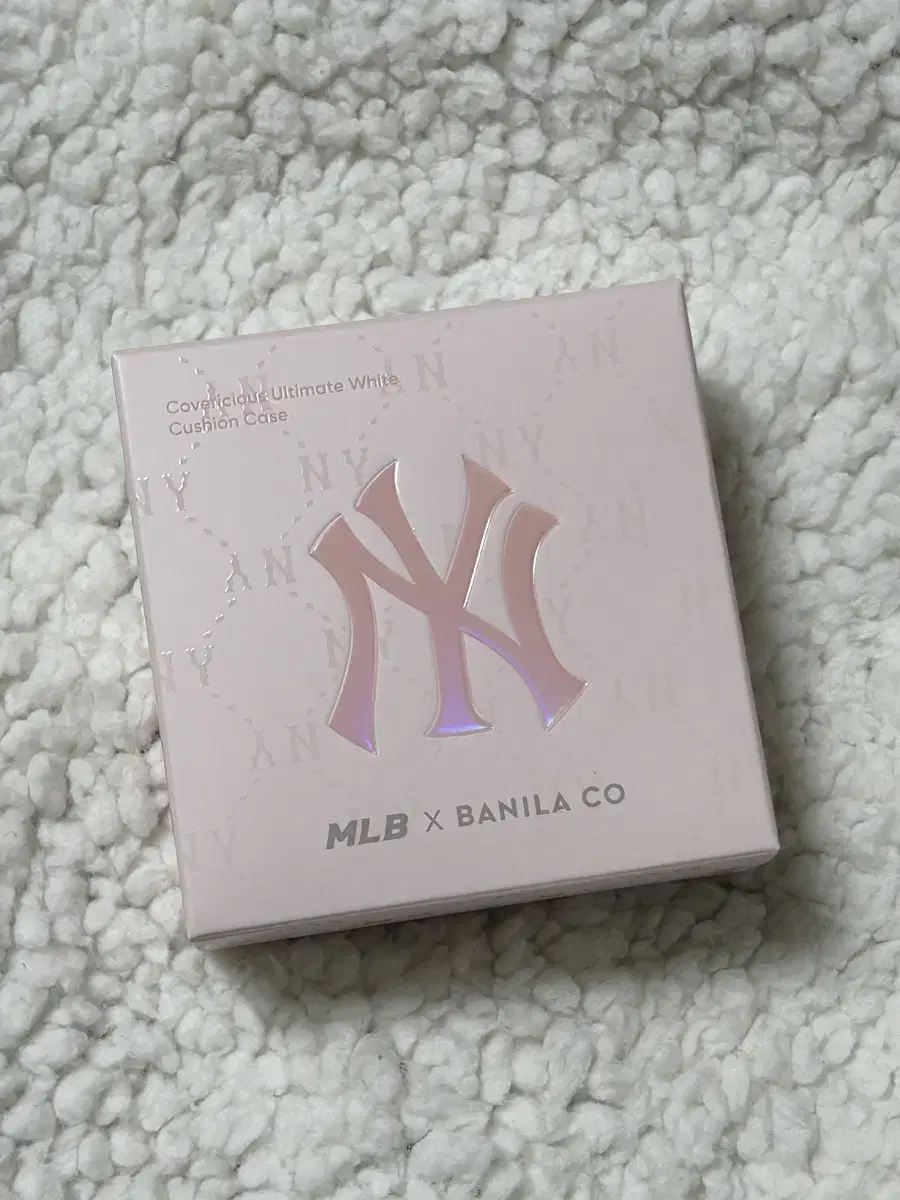 Covericious Ultimate White
Cushion Case
NY
MLB X BANILA CO